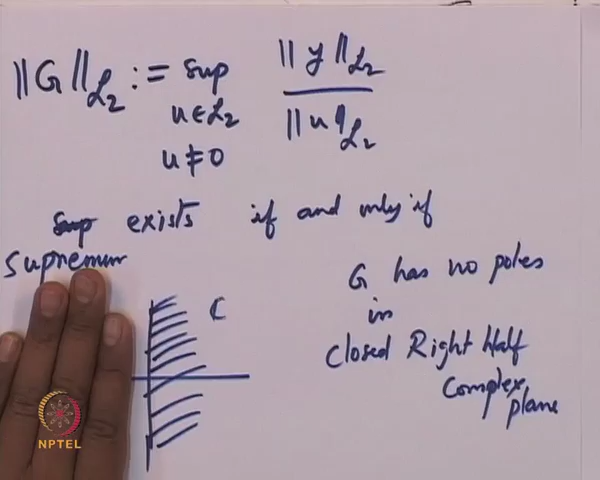 ||G||ℒ₂ := sup ||y||ℒ₂
u∈ℒ₂ ||u||ℒ₂
u≠0
exists if and only if
Supremum
G has no poles
in
Closed Right Half
Complex
plane
ℂ
NPTEL